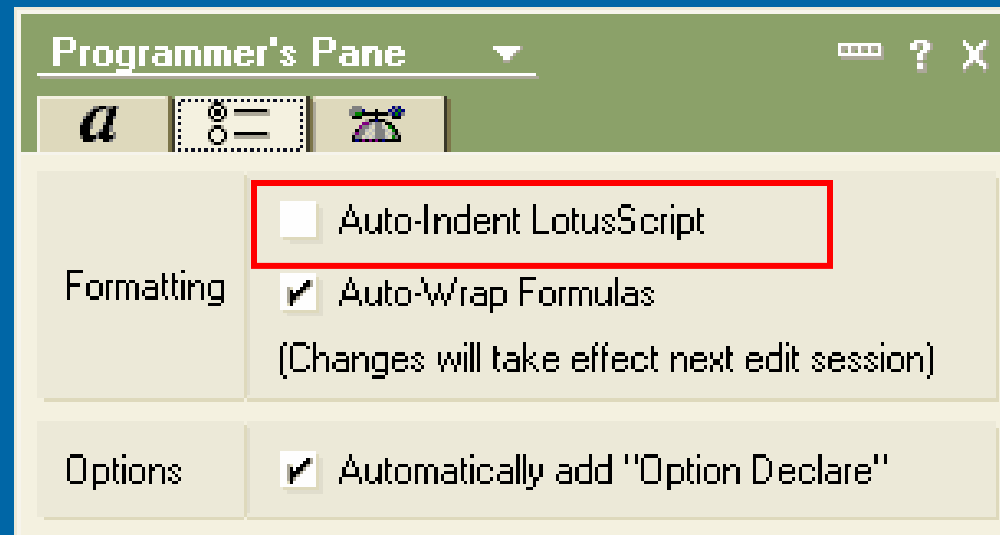 Programmer's Pane
? X
a
Auto-Indent LotusScript
Formatting
Auto-Wrap Formulas
(Changes will take effect next edit session)
Options
Automatically add "Option Declare"